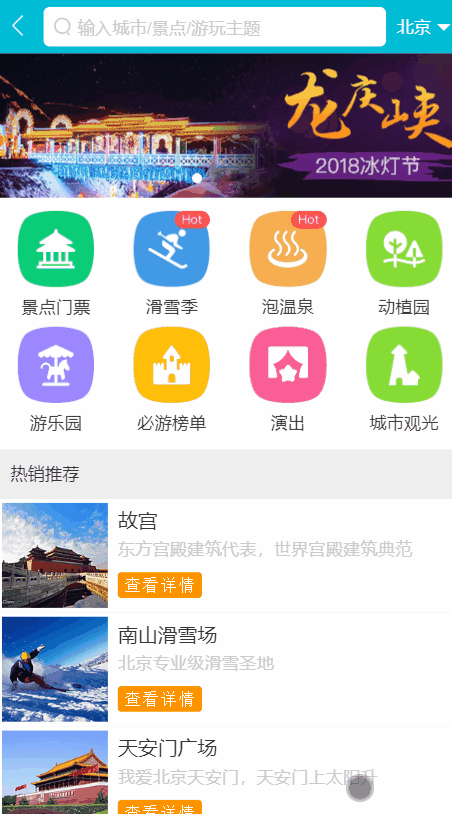 输入城市/景点/游玩主题
北京
龙庆峡
2018冰灯节
Hot
Hot
景点门票
滑雪季
泡温泉
动植园
游乐园
必游榜单
演出
城市观光
热销推荐
故宫
东方宫殿建筑代表，世界宫殿建筑典范
查看详情
南山滑雪场
北京专业级滑雪圣地
查看详情
天安门广场
我爱北京天安门，天安门上太阳升
查看详情